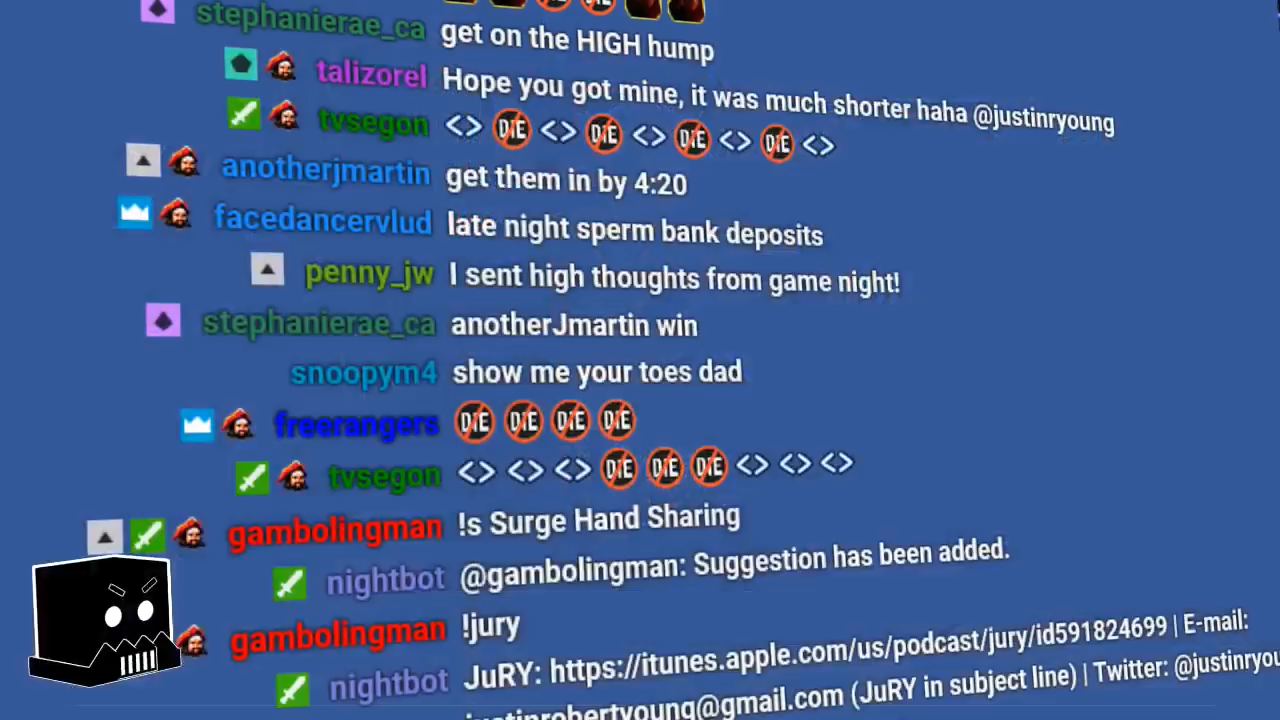 stephanierae_ca get on the HIGH hump
talizorel Hope you got mine, it was much shorter haha @justinryoung
tvsegon <> DIE <> DIE <> DIE <> DIE <>
anotherjmartin get them in by 4:20
facedancervlud late night sperm bank deposits
penny_jw I sent high thoughts from game night!
stephanierae_ca anotherJmartin win
snoopym4 show me your toes dad
freerangers DIE DIE DIE DIE
tvsegon <> <> <> DIE DIE DIE <> <> <>
gambolingman !s Surge Hand Sharing
nightbot @gambolingman: Suggestion has been added.
gambolingman !jury
nightbot JuRY: https://itunes.apple.com/us/podcast/jury/id591824699 | E-mail:
justinrobertyoung@gmail.com (JuRY in subject line) | Twitter: @justinryou